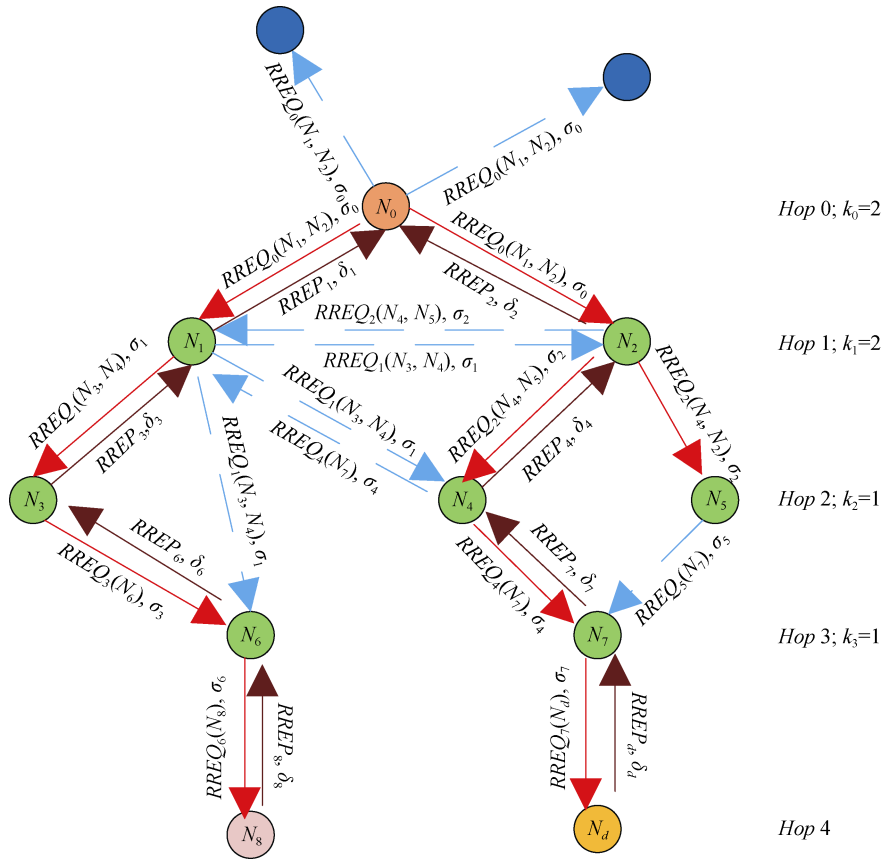 RREQ₀(N₁, N₂), σ₀
RREQ₀(N₁, N₂), σ₀
N₀
Hop 0; k₀=2
RREQ₀(N₁, N₂), σ₀
RREP₁, δ₁
RREP₂, δ₂
RREQ₀(N₁, N₂), σ₀
N₁
RREQ₂(N₄, N₅), σ₂
RREQ₁(N₃, N₄), σ₁
N₂
Hop 1; k₁=2
RREQ₁(N₃, N₄), σ₁
RREP₃,δ₃
RREQ₁(N₃, N₄), σ₁
RREQ₁(N₃, N₄), σ₁
RREQ₄(N₇), σ₄
RREQ₂(N₄, N₅), σ₂
RREP₄, δ₄
RREQ₂(N₄, N₂), σ₂
N₃
N₄
N₅
Hop 2; k₂=1
RREP₆, δ₆
RREQ₃(N₆), σ₃
RREQ₄(N₇), σ₄
RREP₇, δ₇
RREQ₅(N₇), σ₅
N₆
N₇
Hop 3; k₃=1
RREQ₆(N₈), σ₆
RREP₈, δ₈
RREQ₇(N_d), σ₇
RREP_d, δ_d
N₈
N_d
Hop 4